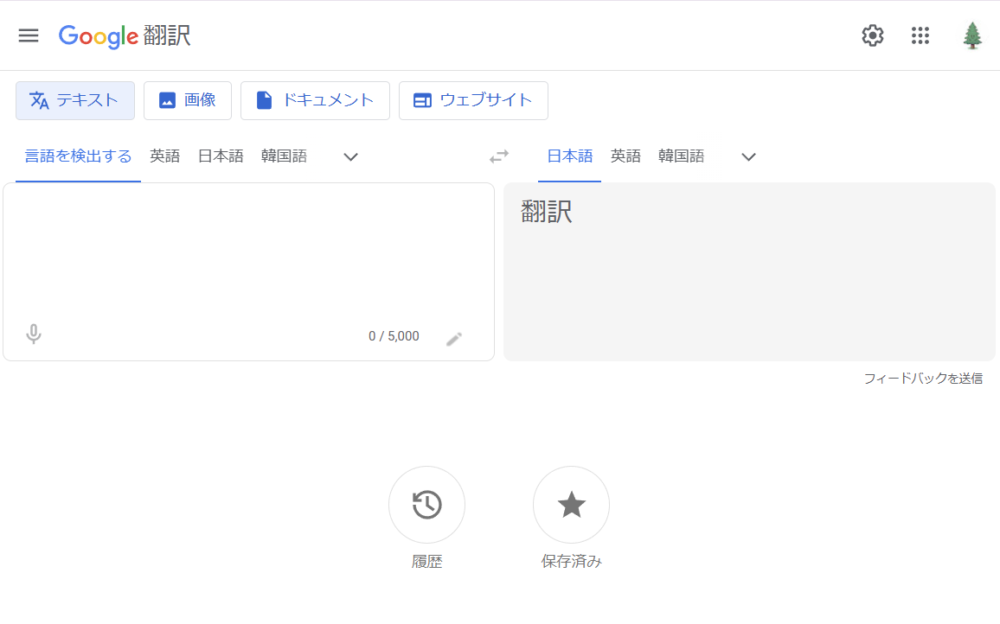 Google 翻訳
テキスト 画像 ドキュメント ウェブサイト
言語を検出する 英語 日本語 韓国語 日本語 英語 韓国語
翻訳
0 / 5,000
フィードバックを送信
履歴 保存済み